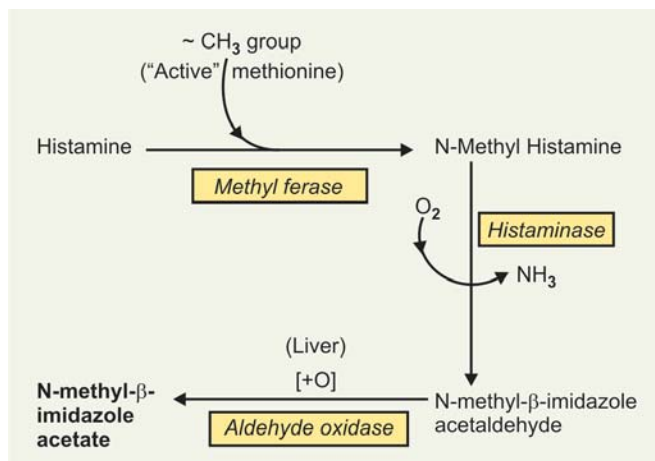 ~ CH₃ group
("Active" methionine)
Histamine
N-Methyl Histamine
Methyl ferase
O₂
Histaminase
NH₃
(Liver)
[+O]
N-methyl-β-
imidazole
acetate
Aldehyde oxidase
N-methyl-β-imidazole
acetaldehyde